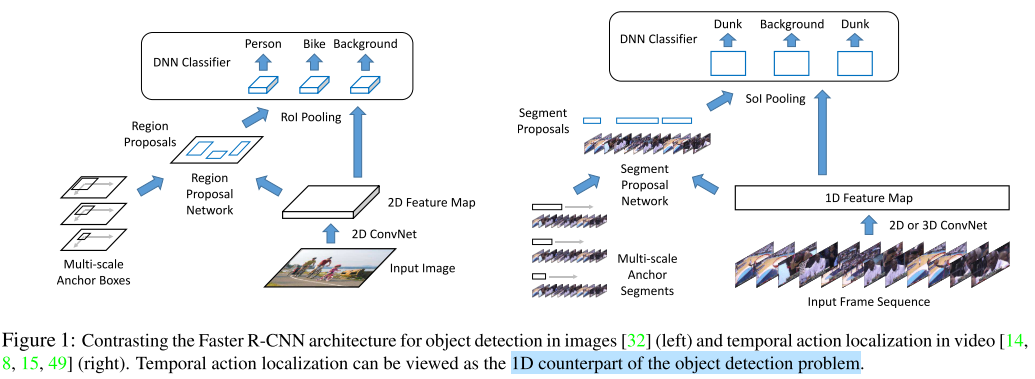 Person Bike Background
DNN Classifier
RoI Pooling
Region
Proposals
Region
Proposal
Network
2D Feature Map
2D ConvNet
Multi-scale
Anchor Boxes
Input Image
Dunk Background Dunk
DNN Classifier
SoI Pooling
Segment
Proposals
Segment
Proposal
Network
1D Feature Map
2D or 3D ConvNet
Multi-scale
Anchor
Segments
Input Frame Sequence
Figure 1: Contrasting the Faster R-CNN architecture for object detection in images [32] (left) and temporal action localization in video [14,
8, 15, 49] (right). Temporal action localization can be viewed as the 1D counterpart of the object detection problem.